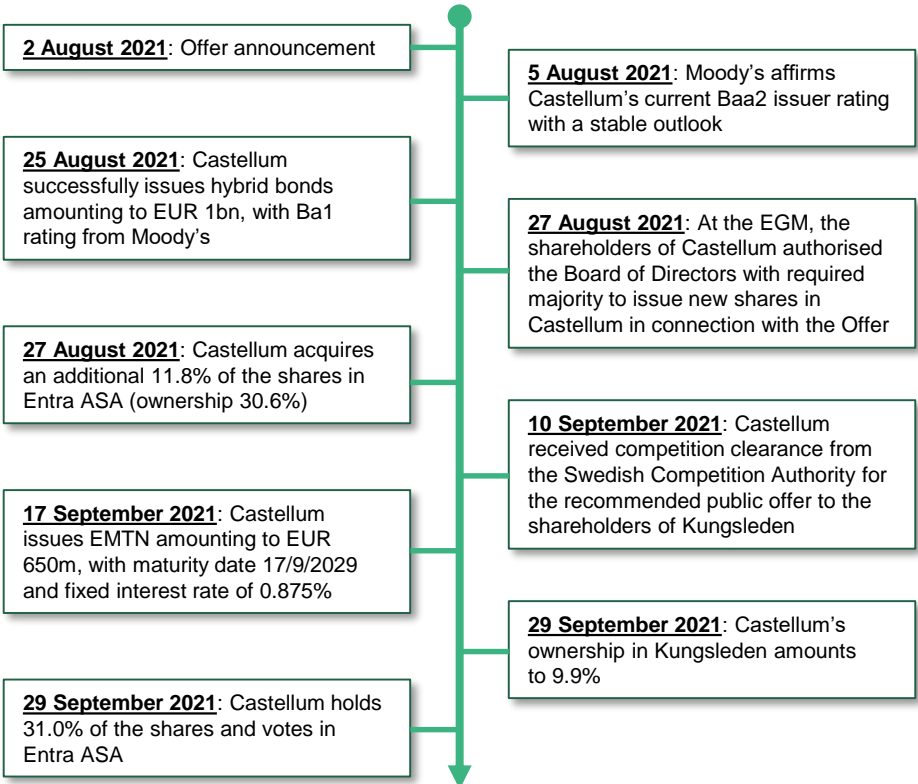 2 August 2021: Offer announcement
5 August 2021: Moody’s affirms
Castellum’s current Baa2 issuer rating
with a stable outlook
25 August 2021: Castellum
successfully issues hybrid bonds
amounting to EUR 1bn, with Ba1
rating from Moody’s
27 August 2021: At the EGM, the
shareholders of Castellum authorised
the Board of Directors with required
majority to issue new shares in
Castellum in connection with the Offer
27 August 2021: Castellum acquires
an additional 11.8% of the shares in
Entra ASA (ownership 30.6%)
10 September 2021: Castellum
received competition clearance from
the Swedish Competition Authority for
the recommended public offer to the
shareholders of Kungsleden
17 September 2021: Castellum
issues EMTN amounting to EUR
650m, with maturity date 17/9/2029
and fixed interest rate of 0.875%
29 September 2021: Castellum’s
ownership in Kungsleden amounts
to 9.9%
29 September 2021: Castellum holds
31.0% of the shares and votes in
Entra ASA